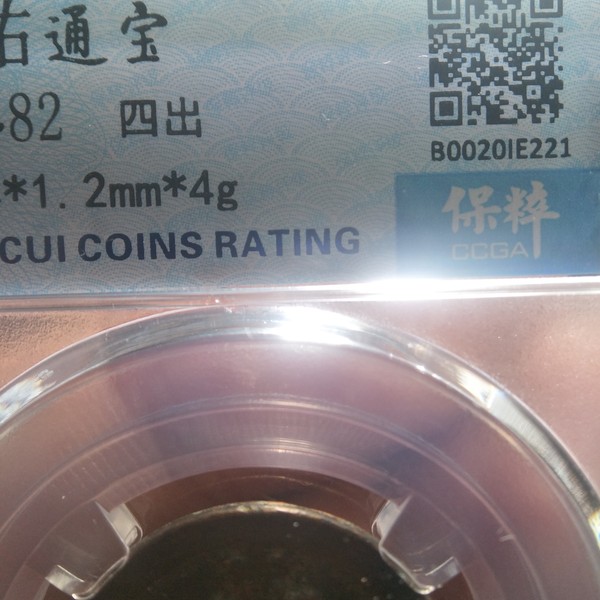 右通宝
82 四出
*1.2mm*4g
CUI COINS RATING
B0020IE221
保粹
CCGA